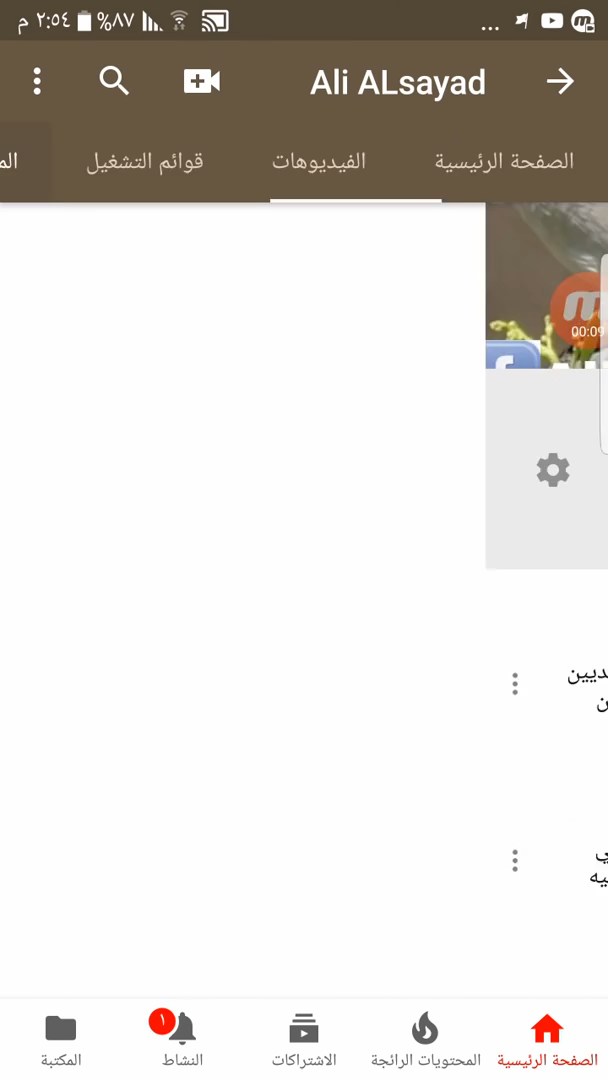 ٢:٥٤ م
%٨٧
...
Ali ALsayad
الصفحة الرئيسية
الفيديوهات
قوائم التشغيل
00:09
الصفحة الرئيسية
المحتويات الرائجة
الاشتراكات
النشاط
١
المكتبة